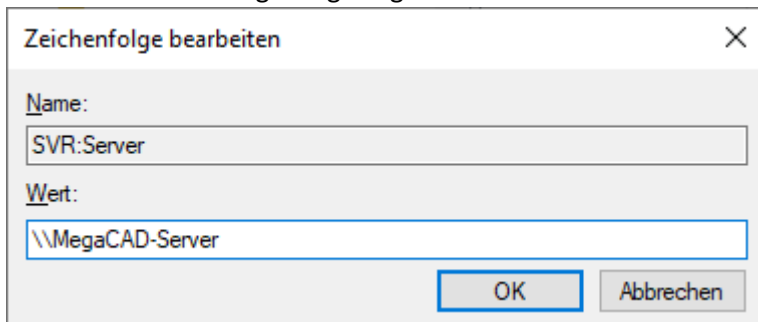 Zeichenfolge bearbeiten
Name:
SVR:Server
Wert:
\\MegaCAD-Server
OK Abbrechen